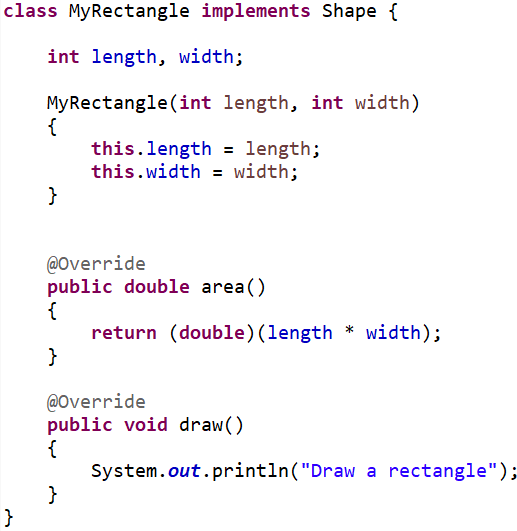 class MyRectangle implements Shape {
int length, width;
MyRectangle(int length, int width)
{
this.length = length;
this.width = width;
}
@Override
public double area()
{
return (double)(length * width);
}
@Override
public void draw()
{
System.out.println("Draw a rectangle");
}
}